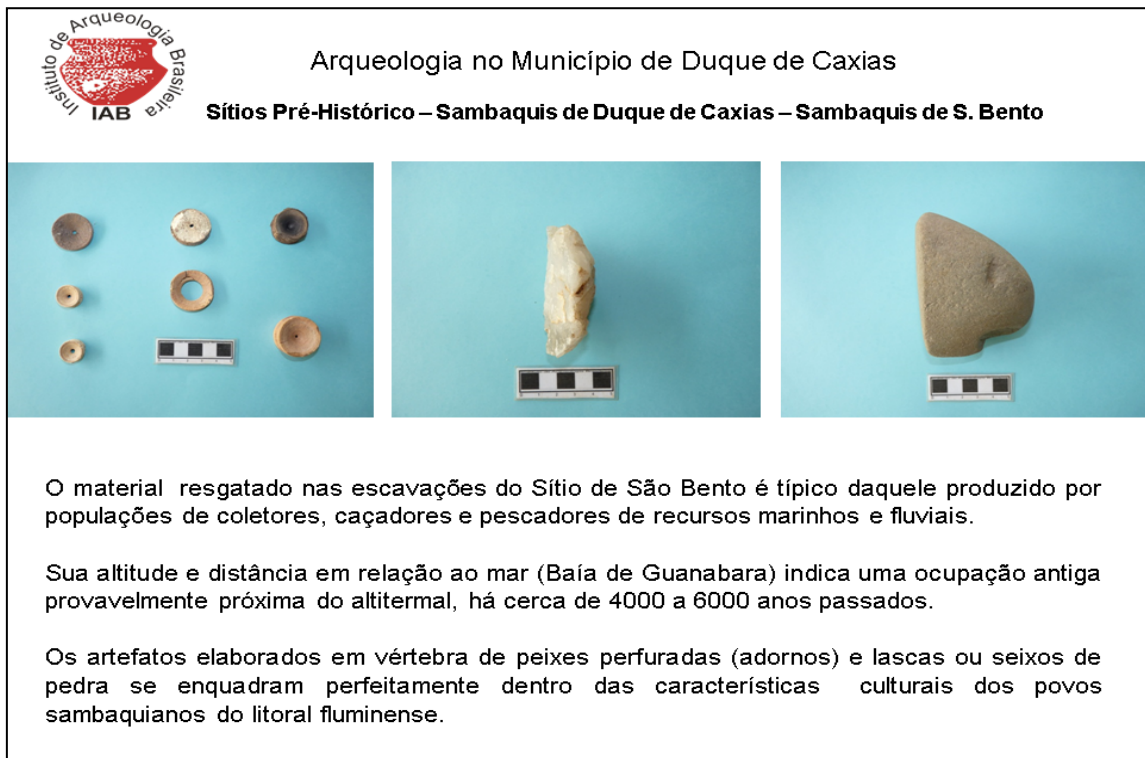 Instituto de Arqueologia Brasileira
IAB
Arqueologia no Município de Duque de Caxias
Sítios Pré-Histórico – Sambaquis de Duque de Caxias – Sambaquis de S. Bento
O material resgatado nas escavações do Sítio de São Bento é típico daquele produzido por
populações de coletores, caçadores e pescadores de recursos marinhos e fluviais.
Sua altitude e distância em relação ao mar (Baía de Guanabara) indica uma ocupação antiga
provavelmente próxima do altitermal, há cerca de 4000 a 6000 anos passados.
Os artefatos elaborados em vértebra de peixes perfuradas (adornos) e lascas ou seixos de
pedra se enquadram perfeitamente dentro das características culturais dos povos
sambaquianos do litoral fluminense.